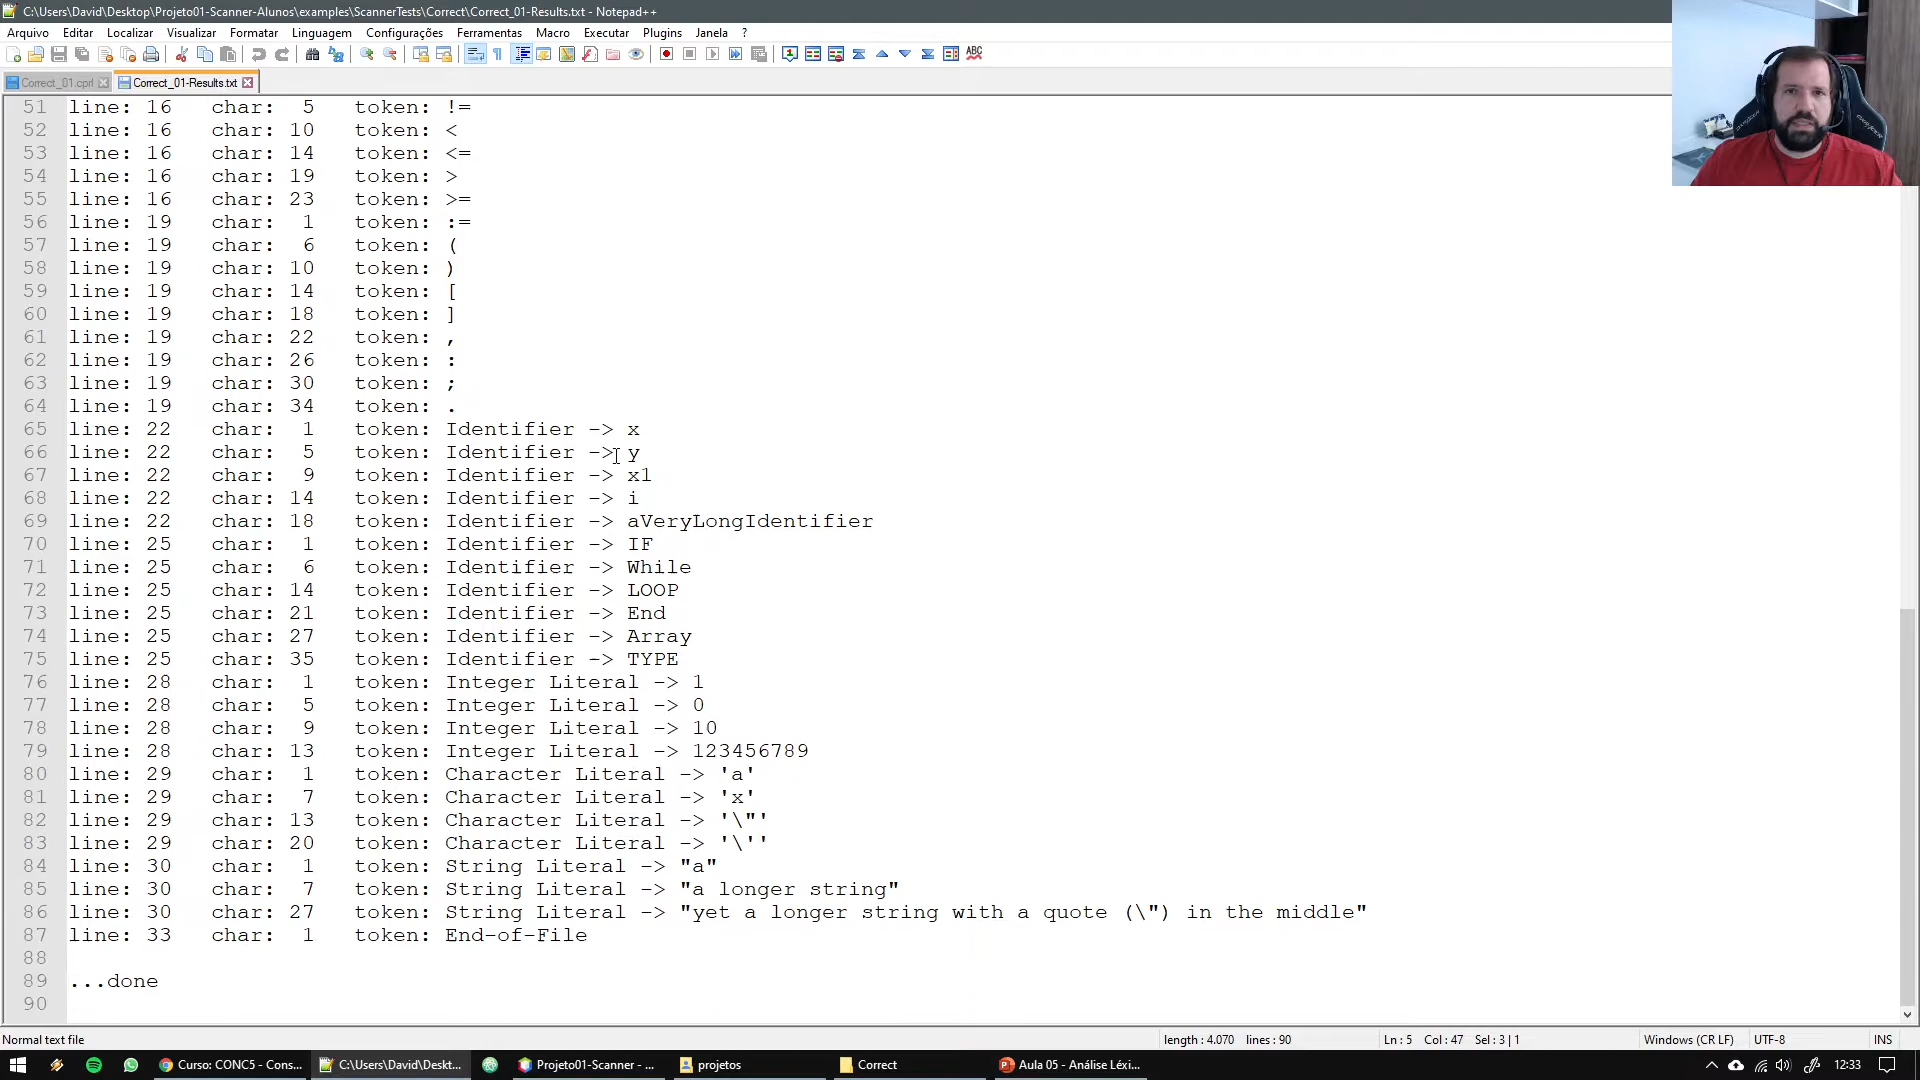 C:\Users\David\Desktop\Projeto01-Scanner-Alunos\examples\ScannerTests\Correct\Correct_01-Results.txt - Notepad++
Arquivo Editar Localizar Visualizar Formatar Linguagem Configurações Ferramentas Macro Executar Plugins Janela ?
ABC
Correct_01.cprl Correct_01-Results.txt
51 line: 16 char: 5 token: !=
52 line: 16 char: 10 token: <
53 line: 16 char: 14 token: <=
54 line: 16 char: 19 token: >
55 line: 16 char: 23 token: >=
56 line: 19 char: 1 token: :=
57 line: 19 char: 6 token: (
58 line: 19 char: 10 token: )
59 line: 19 char: 14 token: [
60 line: 19 char: 18 token: ]
61 line: 19 char: 22 token: ,
62 line: 19 char: 26 token: :
63 line: 19 char: 30 token: ;
64 line: 19 char: 34 token: .
65 line: 22 char: 1 token: Identifier -> x
66 line: 22 char: 5 token: Identifier -> y
67 line: 22 char: 9 token: Identifier -> x1
68 line: 22 char: 14 token: Identifier -> i
69 line: 22 char: 18 token: Identifier -> aVeryLongIdentifier
70 line: 25 char: 1 token: Identifier -> IF
71 line: 25 char: 6 token: Identifier -> While
72 line: 25 char: 14 token: Identifier -> LOOP
73 line: 25 char: 21 token: Identifier -> End
74 line: 25 char: 27 token: Identifier -> Array
75 line: 25 char: 35 token: Identifier -> TYPE
76 line: 28 char: 1 token: Integer Literal -> 1
77 line: 28 char: 5 token: Integer Literal -> 0
78 line: 28 char: 9 token: Integer Literal -> 10
79 line: 28 char: 13 token: Integer Literal -> 123456789
80 line: 29 char: 1 token: Character Literal -> 'a'
81 line: 29 char: 7 token: Character Literal -> 'x'
82 line: 29 char: 13 token: Character Literal -> '\"'
83 line: 29 char: 20 token: Character Literal -> '\''
84 line: 30 char: 1 token: String Literal -> "a"
85 line: 30 char: 7 token: String Literal -> "a longer string"
86 line: 30 char: 27 token: String Literal -> "yet a longer string with a quote (\") in the middle"
87 line: 33 char: 1 token: End-of-File
88
89 ...done
90
Normal text file length : 4.070 lines : 90 Ln : 5 Col : 47 Sel : 3 | 1 Windows (CR LF) UTF-8 INS
Curso: CONC5 - Cons... C:\Users\David\Deskt... Projeto01-Scanner - ... projetos Correct Aula 05 - Análise Léxi... 12:33